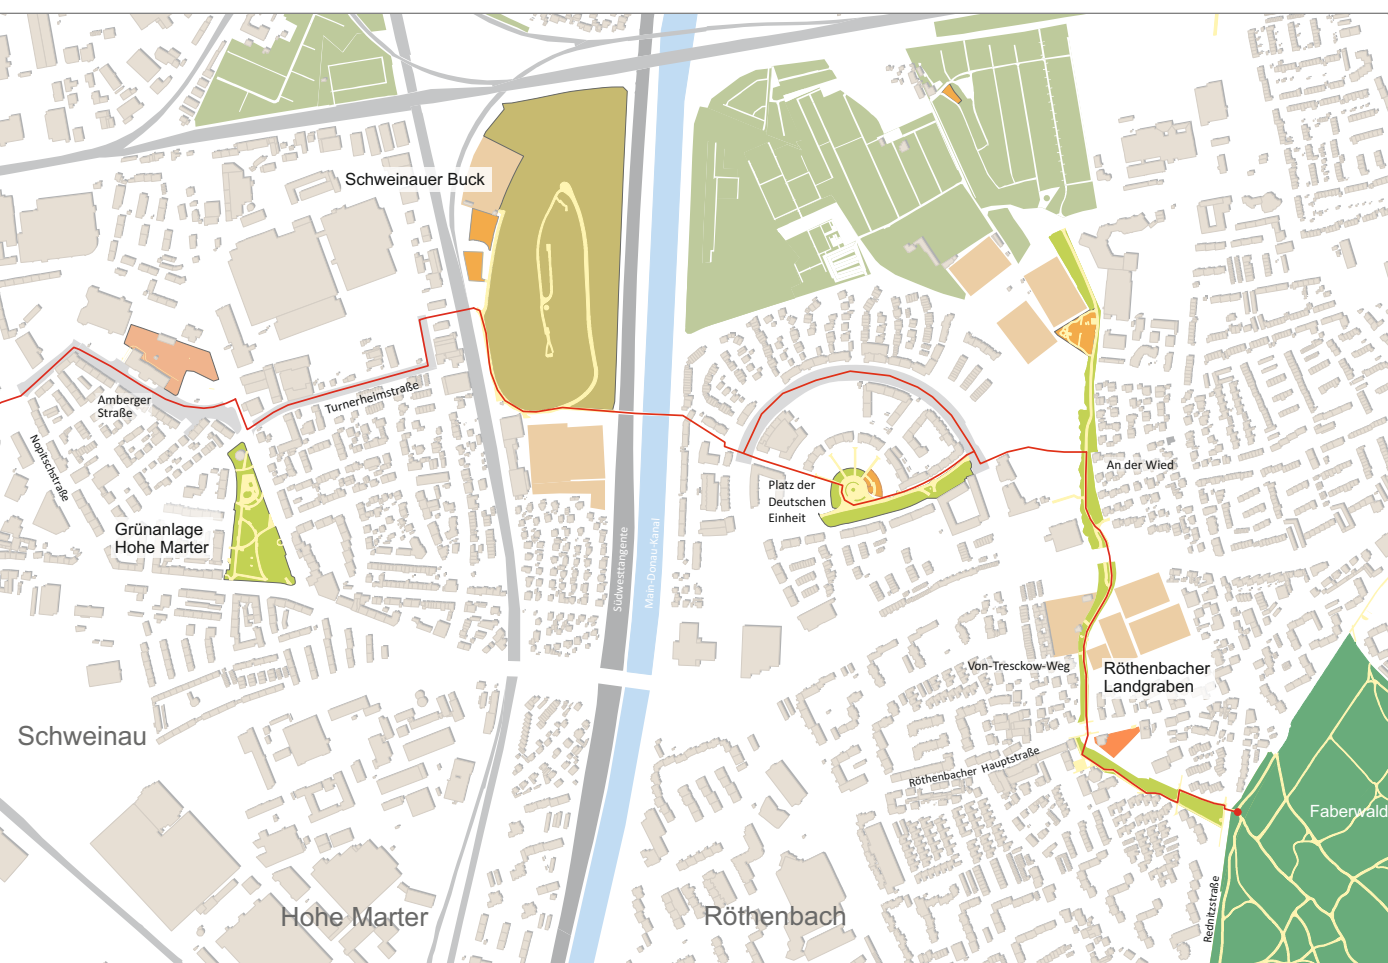 Schweinauer Buck
Amberger
Straße
Turnerheimstraße
Nopitschstraße
Grünanlage
Hohe Marter
Platz der
Deutschen
Einheit
An der Wied
Südwesttangente
Main-Donau-Kanal
Von-Tresckow-Weg
Röthenbacher
Landgraben
Schweinau
Röthenbacher Hauptstraße
Faberwald
Rednitzstraße
Hohe Marter
Röthenbach